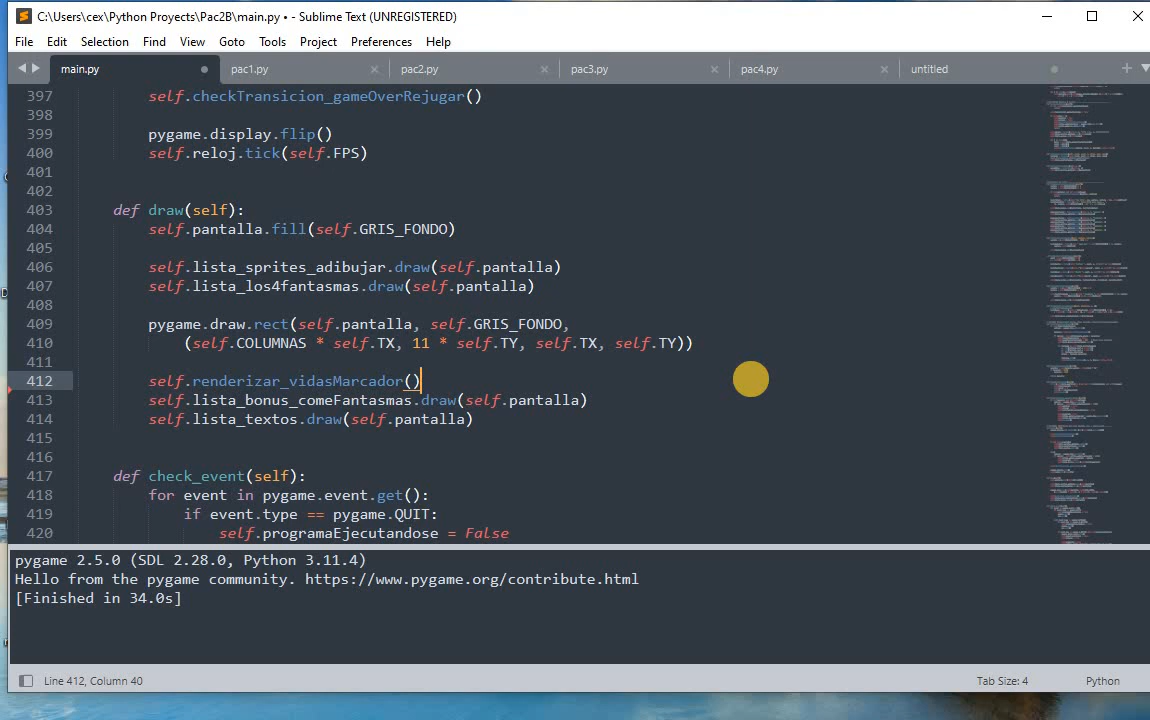 C:\Users\cex\Python Proyects\Pac2B\main.py • - Sublime Text (UNREGISTERED)
File Edit Selection Find View Goto Tools Project Preferences Help
main.py pac1.py pac2.py pac3.py pac4.py untitled
397 self.checkTransicion_gameOverRejugar()
398
399 pygame.display.flip()
400 self.reloj.tick(self.FPS)
401
402
403 def draw(self):
404 self.pantalla.fill(self.GRIS_FONDO)
405
406 self.lista_sprites_adibujar.draw(self.pantalla)
407 self.lista_los4fantasmas.draw(self.pantalla)
408
409 pygame.draw.rect(self.pantalla, self.GRIS_FONDO,
410 (self.COLUMNAS * self.TX, 11 * self.TY, self.TX, self.TY))
411
412 self.renderizar_vidasMarcador()
413 self.lista_bonus_comeFantasmas.draw(self.pantalla)
414 self.lista_textos.draw(self.pantalla)
415
416
417 def check_event(self):
418 for event in pygame.event.get():
419 if event.type == pygame.QUIT:
420 self.programaEjecutandose = False
pygame 2.5.0 (SDL 2.28.0, Python 3.11.4)
Hello from the pygame community. https://www.pygame.org/contribute.html
[Finished in 34.0s]
Line 412, Column 40 Tab Size: 4 Python